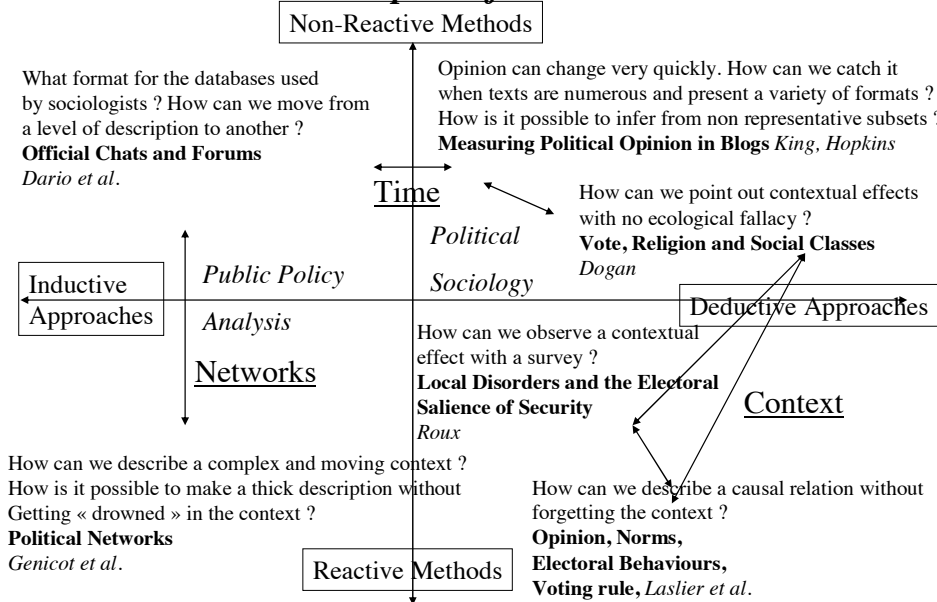 Non-Reactive Methods
What format for the databases used
by sociologists ? How can we move from
a level of description to another ?
Official Chats and Forums
Dario et al.
Opinion can change very quickly. How can we catch it
when texts are numerous and present a variety of formats ?
How is it possible to infer from non representative subsets ?
Measuring Political Opinion in Blogs King, Hopkins
Time
How can we point out contextual effects
with no ecological fallacy ?
Vote, Religion and Social Classes
Dogan
Political
Sociology
Public Policy
Analysis
Inductive
Approaches
Deductive Approaches
How can we observe a contextual
effect with a survey ?
Local Disorders and the Electoral
Salience of Security
Roux
Networks
Context
How can we describe a complex and moving context ?
How is it possible to make a thick description without
Getting « drowned » in the context ?
Political Networks
Genicot et al.
How can we describe a causal relation without
forgetting the context ?
Opinion, Norms,
Electoral Behaviours,
Voting rule, Laslier et al.
Reactive Methods